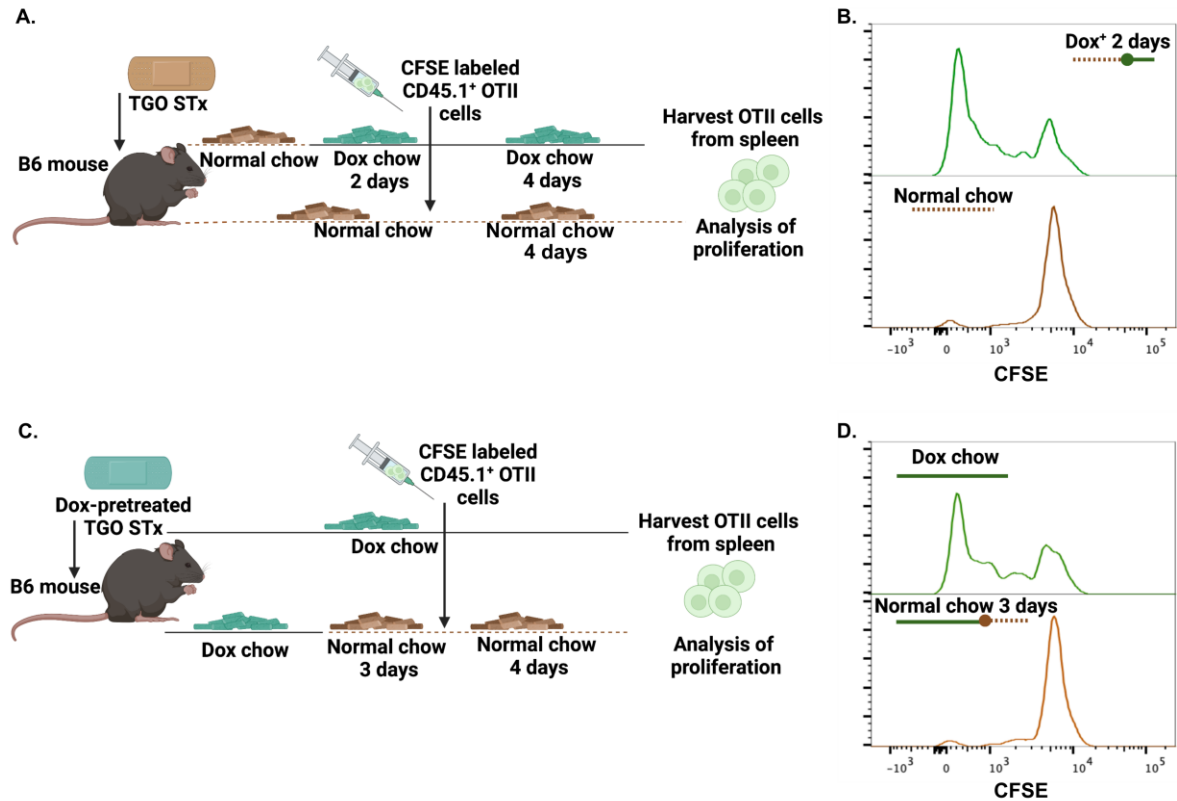 A.
TGO STx
B6 mouse
Normal chow
Dox chow
2 days
CFSE labeled
CD45.1⁺ OTII
cells
Dox chow
4 days
Normal chow
Normal chow
4 days
Harvest OTII cells
from spleen
Analysis of
proliferation
B.
Dox⁺ 2 days
Normal chow
-10³ 0 10³ 10⁴ 10⁵
CFSE
C.
Dox-pretreated
TGO STx
B6 mouse
CFSE labeled
CD45.1⁺ OTII
cells
Dox chow
Dox chow
Normal chow
3 days
Normal chow
4 days
Harvest OTII cells
from spleen
Analysis of
proliferation
D.
Dox chow
Normal chow 3 days
-10³ 0 10³ 10⁴ 10⁵
CFSE